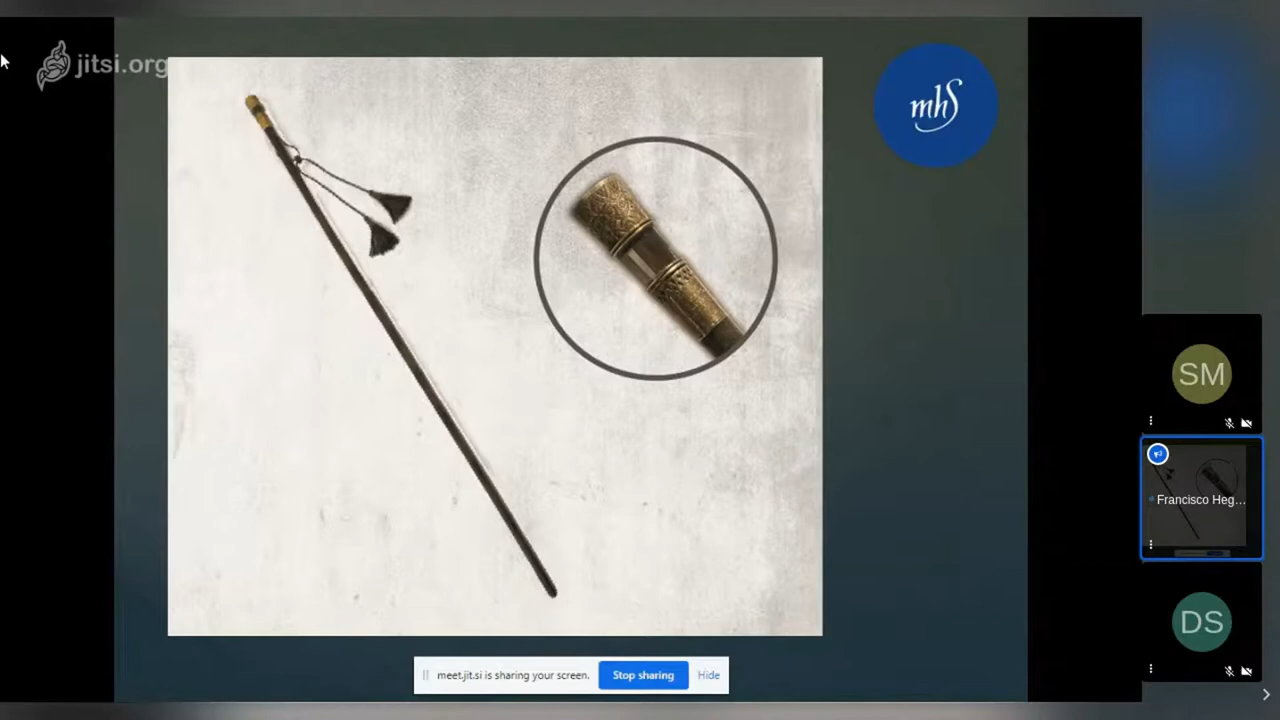 jitsi.org
mhS
SM
Francisco Heg...
DS
meet.jit.si is sharing your screen. Stop sharing Hide